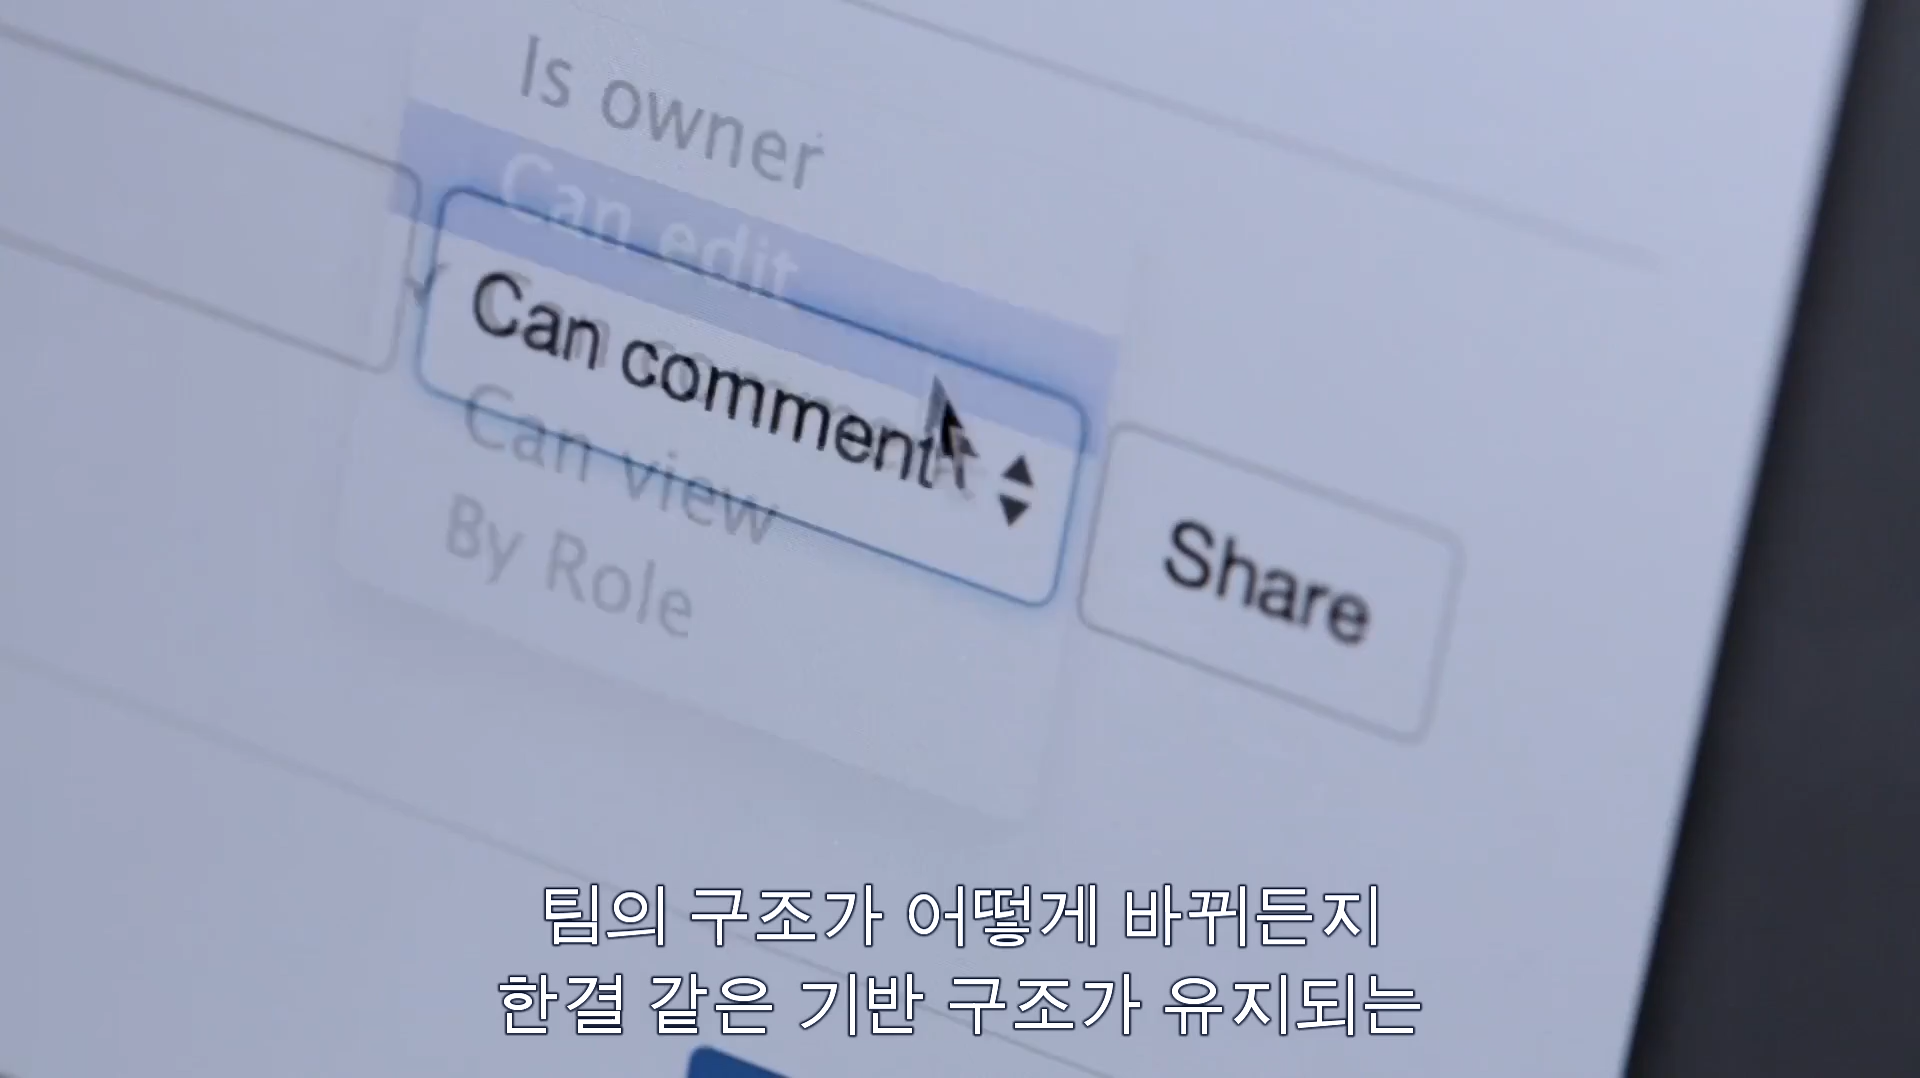 Is owner
Can edit
Can comment
Can view
By Role
Share
팀의 구조가 어떻게 바뀌든지
한결 같은 기반 구조가 유지되는